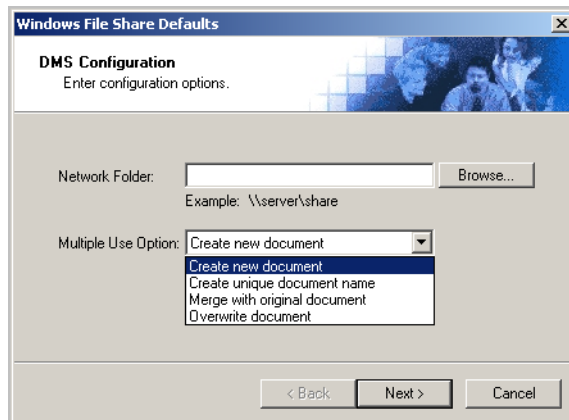 Windows File Share Defaults
DMS Configuration
Enter configuration options.
Network Folder:
Browse...
Example: \\server\share
Multiple Use Option: Create new document
Create new document
Create unique document name
Merge with original document
Overwrite document
< Back
Next >
Cancel